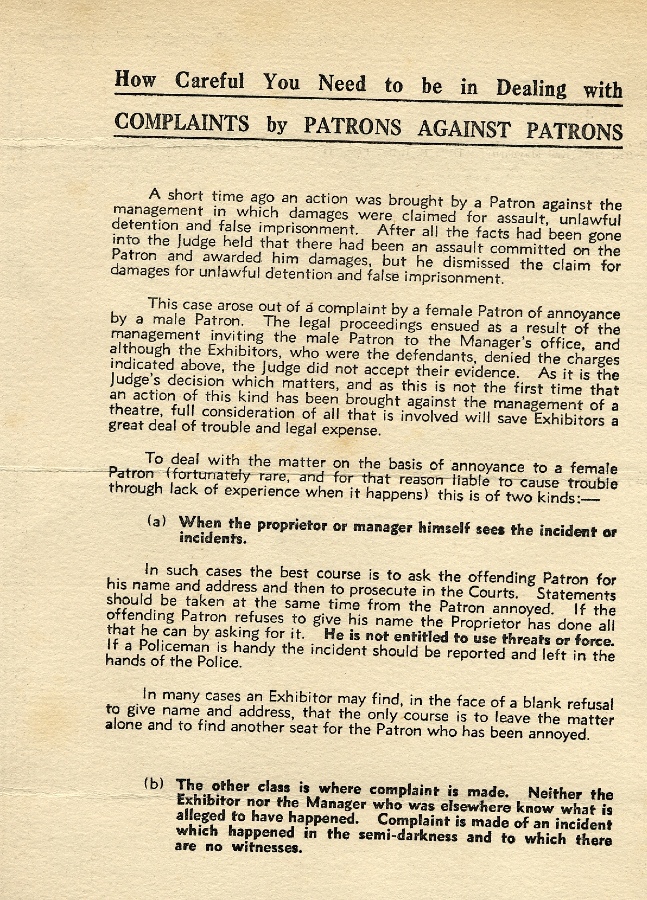 How Careful You Need to be in Dealing with
COMPLAINTS by PATRONS AGAINST PATRONS
A short time ago an action was brought by a Patron against the
management in which damages were claimed for assault, unlawful
detention and false imprisonment. After all the facts had been gone
into the Judge held that there had been an assault committed on the
Patron and awarded him damages, but he dismissed the claim for
damages for unlawful detention and false imprisonment.
This case arose out of a complaint by a female Patron of annoyance
by a male Patron. The legal proceedings ensued as a result of the
management inviting the male Patron to the Manager's office, and
although the Exhibitors, who were the defendants, denied the charges
indicated above, the Judge did not accept their evidence. As it is the
Judge's decision which matters, and as this is not the first time that
an action of this kind has been brought against the management of a
theatre, full consideration of all that is involved will save Exhibitors a
great deal of trouble and legal expense.
To deal with the matter on the basis of annoyance to a female
Patron (fortunately rare, and for that reason liable to cause trouble
through lack of experience when it happens) this is of two kinds:—
(a) When the proprietor or manager himself sees the incident or
incidents.
In such cases the best course is to ask the offending Patron for
his name and address and then to prosecute in the Courts. Statements
should be taken at the same time from the Patron annoyed. If the
offending Patron refuses to give his name the Proprietor has done all
that he can by asking for it. He is not entitled to use threats or force.
If a Policeman is handy the incident should be reported and left in the
hands of the Police.
In many cases an Exhibitor may find, in the face of a blank refusal
to give name and address, that the only course is to leave the matter
alone and to find another seat for the Patron who has been annoyed.
(b) The other class is where complaint is made. Neither the
Exhibitor nor the Manager who was elsewhere know what is
alleged to have happened. Complaint is made of an incident
which happened in the semi-darkness and to which there
are no witnesses.